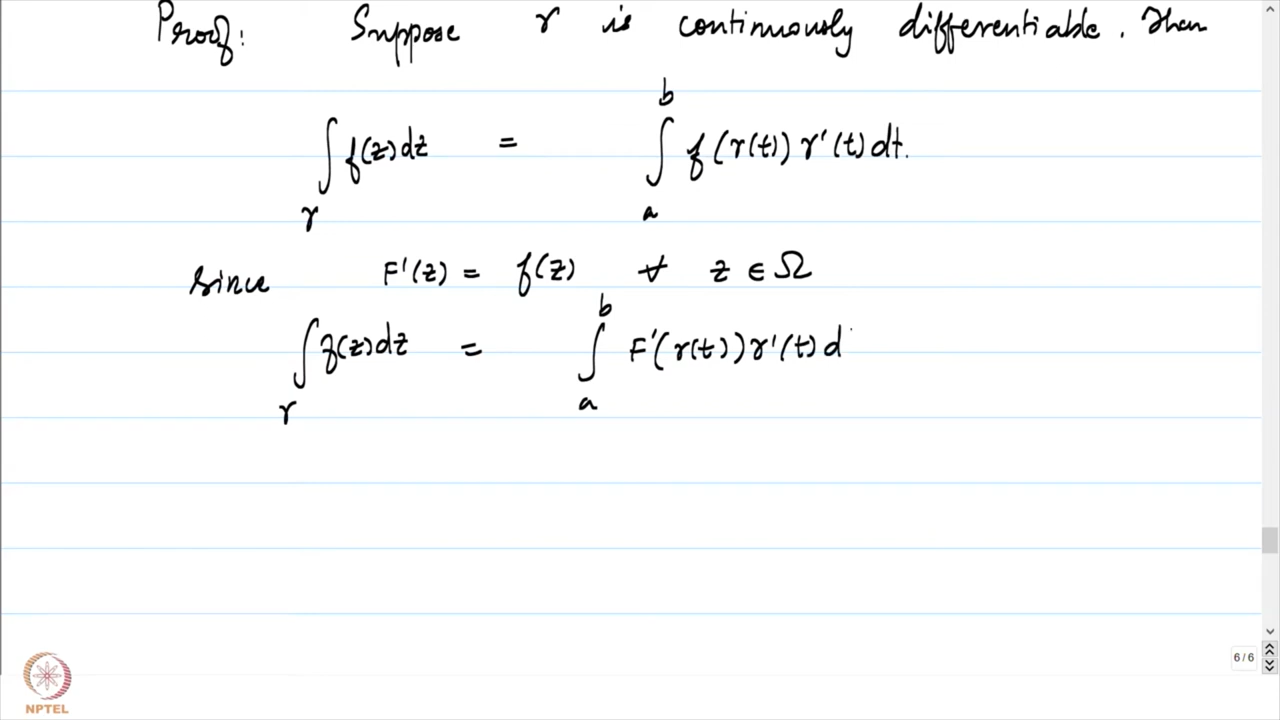 Proof: Suppose γ is continuously differentiable. Then
∫_γ f(z)dz = ∫_a^b f(γ(t))γ'(t)dt.
since F'(z) = f(z) ∀ z ∈ Ω
∫_γ f(z)dz = ∫_a^b F'(γ(t))γ'(t)d
6/6
NPTEL